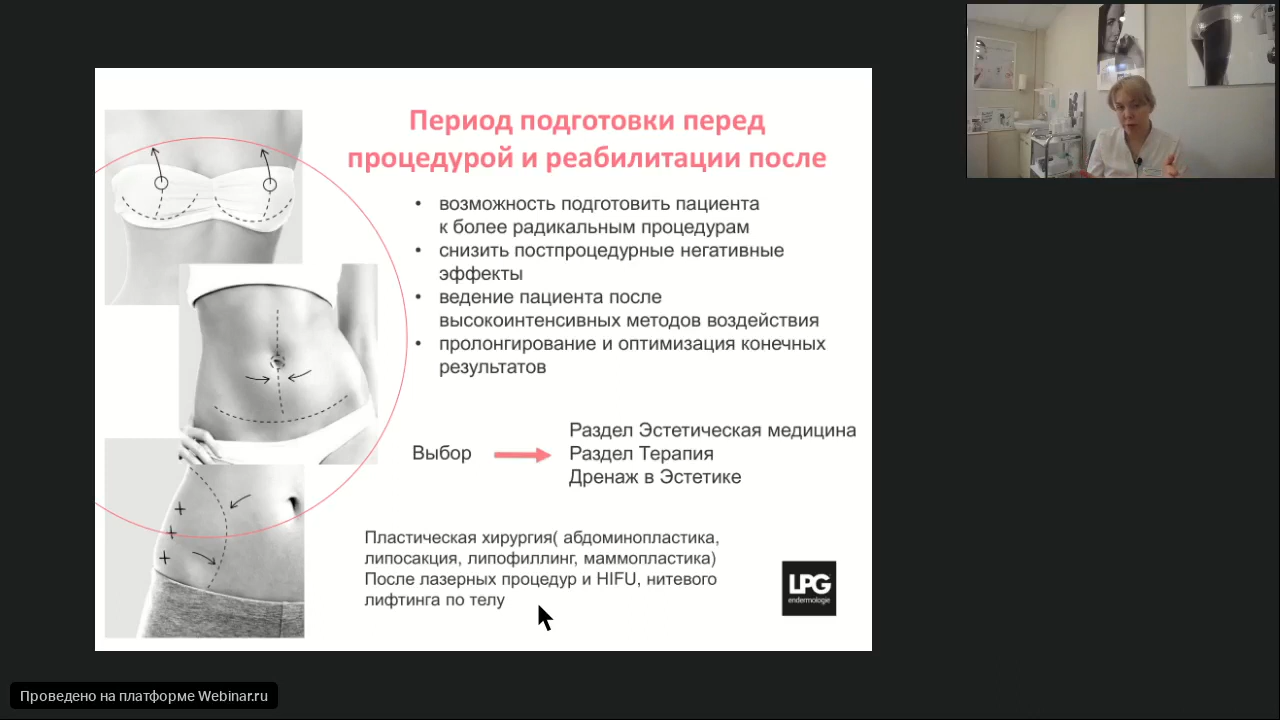 Период подготовки перед
процедурой и реабилитации после
• возможность подготовить пациента
к более радикальным процедурам
• снизить постпроцедурные негативные
эффекты
• ведение пациента после
высокоинтенсивных методов воздействия
• пролонгирование и оптимизация конечных
результатов
Выбор
Раздел Эстетическая медицина
Раздел Терапия
Дренаж в Эстетике
Пластическая хирургия( абдоминопластика,
липосакция, липофиллинг, маммопластика)
После лазерных процедур и HIFU, нитевого
лифтинга по телу
LPG
endermologie
Проведено на платформе Webinar.ru